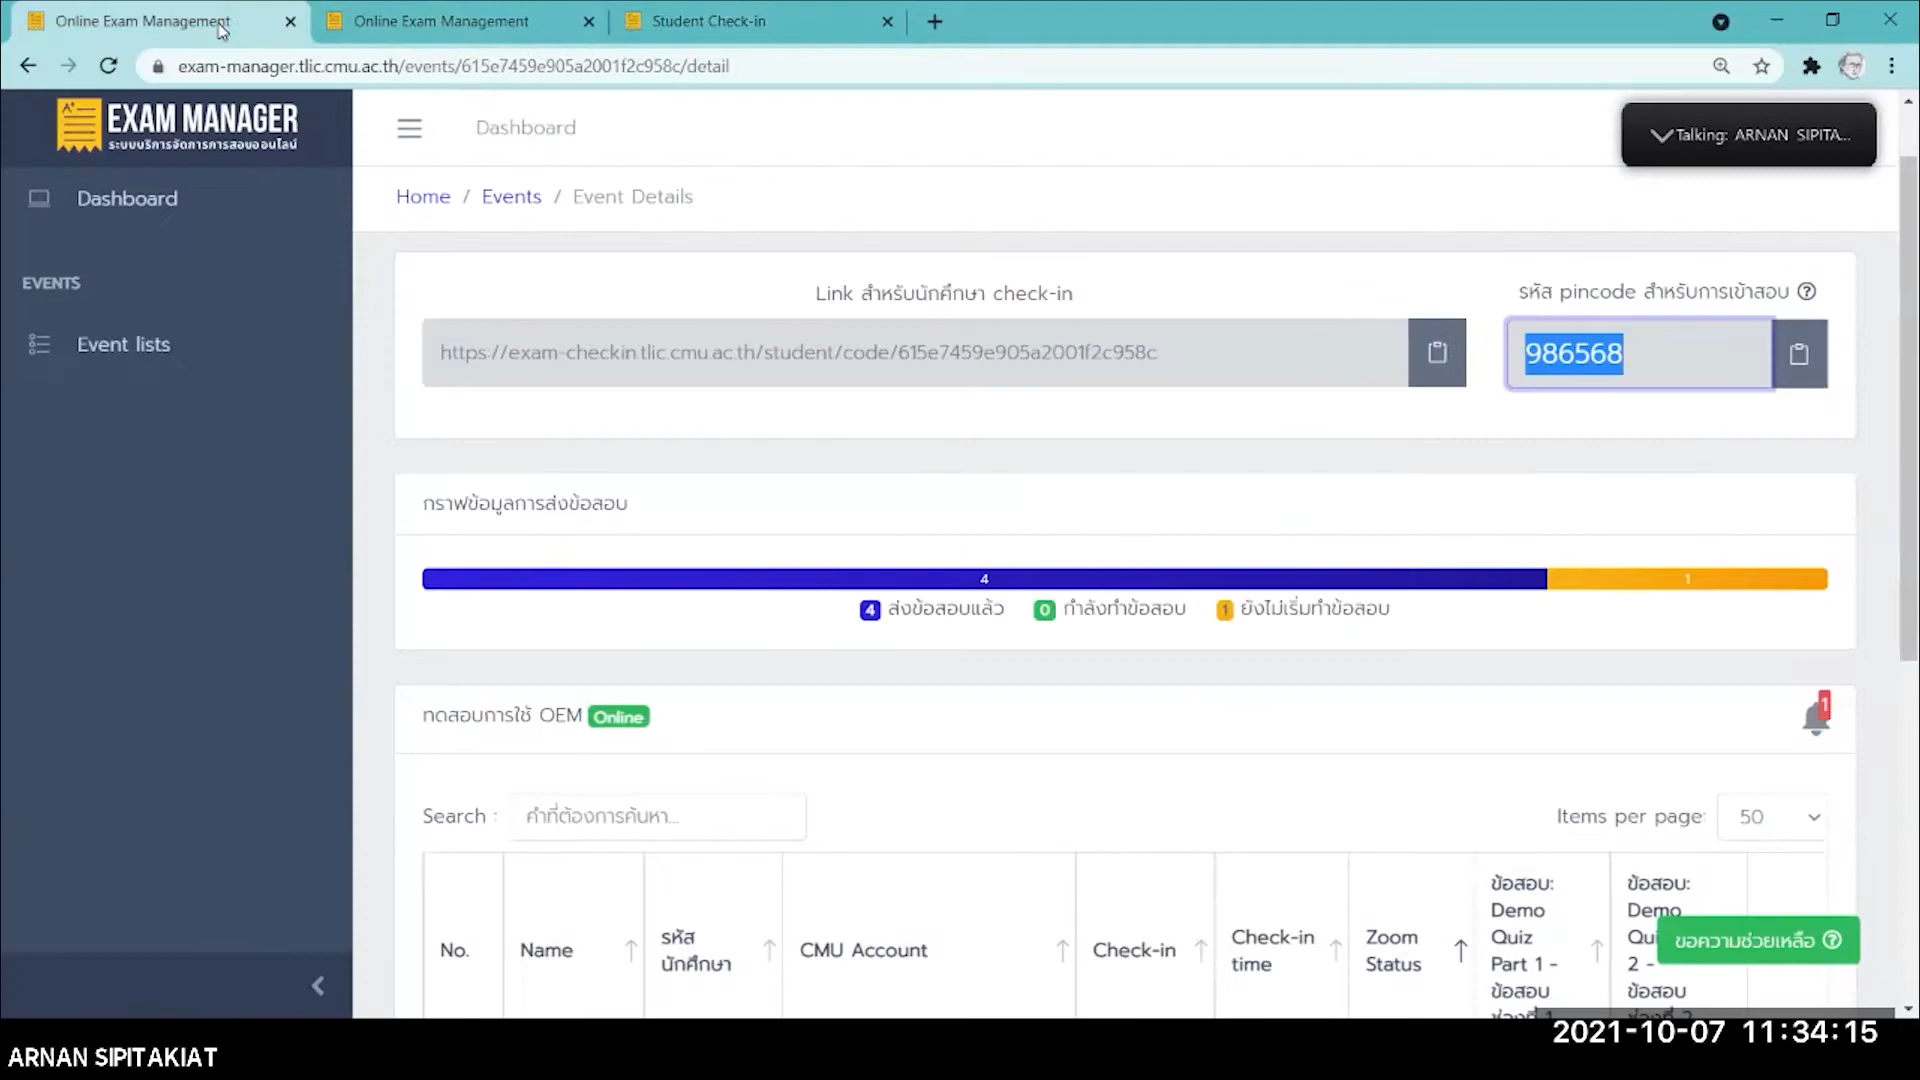 Online Exam Management
Online Exam Management
Student Check-in
exam-manager.tlic.cmu.ac.th/events/615e7459e905a2001f2c958c/detail
EXAM MANAGER
ระบบบริการจัดการการสอบออนไลน์
Dashboard
Talking: ARNAN SIPITA...
Dashboard
EVENTS
Event lists
Home / Events / Event Details
Link สำหรับนักศึกษา check-in
รหัส pincode สำหรับการเข้าสอบ
https://exam-checkin.tlic.cmu.ac.th/student/code/615e7459e905a2001f2c958c
986568
กราฟข้อมูลการส่งข้อสอบ
4
1
4 ส่งข้อสอบแล้ว 0 กำลังทำข้อสอบ 1 ยังไม่เริ่มทำข้อสอบ
ทดสอบการใช้ OEM Online
1
Search : คำที่ต้องการค้นหา...
Items per page: 50
No.
Name
รหัส
นักศึกษา
CMU Account
Check-in
Check-in
time
Zoom
Status
ข้อสอบ:
Demo
Quiz
Part 1 -
ข้อสอบ
ข้อสอบ:
Demo
2 -
ข้อสอบ
ขอความช่วยเหลือ
2021-10-07 11:34:15
ARNAN SIPITAKIAT